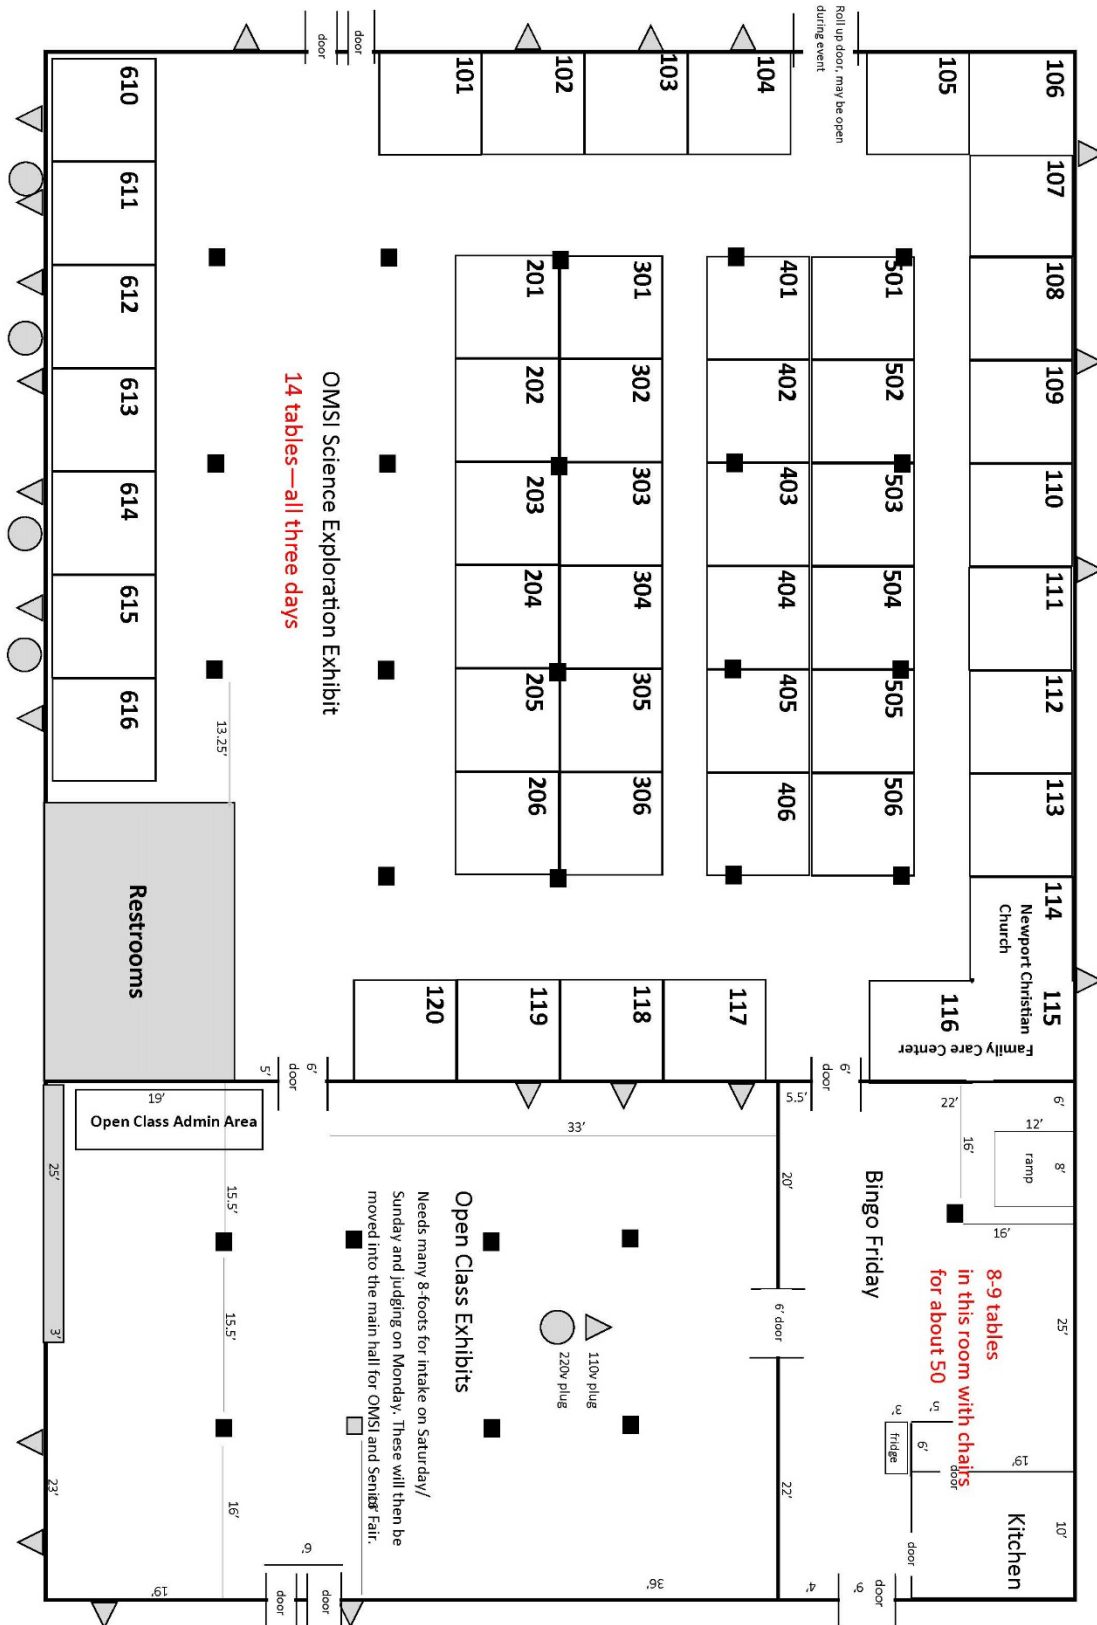 Roll up door, may be open
during event
door
door
101
102
103
104
105
106
107
108
109
110
111
112
113
114
Newport Christian
Church
115
116
Family Care Center
117
118
119
120
201
202
203
204
205
206
301
302
303
304
305
306
401
402
403
404
405
406
501
502
503
504
505
506
610
611
612
613
614
615
616
OMSI Science Exploration Exhibit
14 tables—all three days
13.25’
Restrooms
5’
6’
door
6’
door
5.5’
22’
6’
12’
ramp
8’
16’
16’
19’
Open Class Admin Area
33’
20’
25’
15.5’
15.5’
3’
Open Class Exhibits
Needs many 8-foots for intake on Saturday/
Sunday and judging on Monday. These will then be
moved into the main hall for OMSI and Senior Fair.
110v plug
220v plug
6’ door
Bingo Friday
8-9 tables
in this room with chairs
for about 50
25’
3’
5’
fridge
6’
door
19’
Kitchen
10’
door
22’
23’
16’
6’
19’
door
door
36’
4’
6’
door